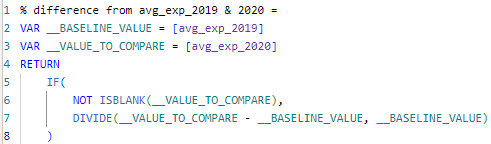 1 % difference from avg_exp_2019 & 2020 =
2 VAR __BASELINE_VALUE = [avg_exp_2019]
3 VAR __VALUE_TO_COMPARE = [avg_exp_2020]
4 RETURN
5 IF(
6 NOT ISBLANK(__VALUE_TO_COMPARE),
7 DIVIDE(__VALUE_TO_COMPARE - __BASELINE_VALUE, __BASELINE_VALUE)
8 )